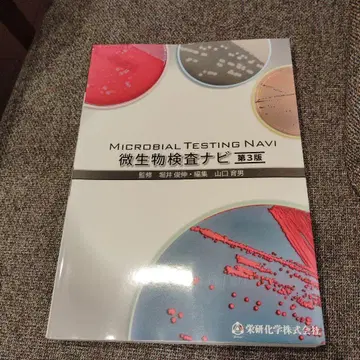 MICROBIAL TESTING NAVI
微生物検査ナビ 第3版
監修 堀井俊伸・編集 山口育男
栄研化学株式会社